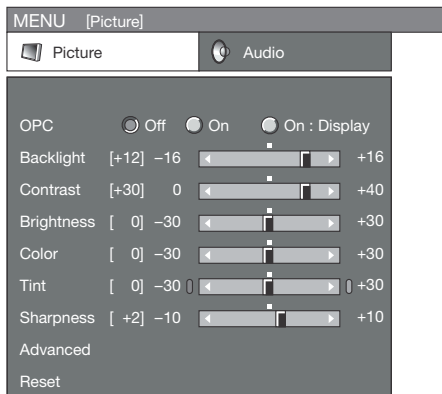 MENU [Picture]
Picture Audio
OPC Off On On : Display
Backlight [+12] –16 +16
Contrast [+30] 0 +40
Brightness [ 0] –30 +30
Color [ 0] –30 +30
Tint [ 0] –30 +30
Sharpness [ +2] –10 +10
Advanced
Reset